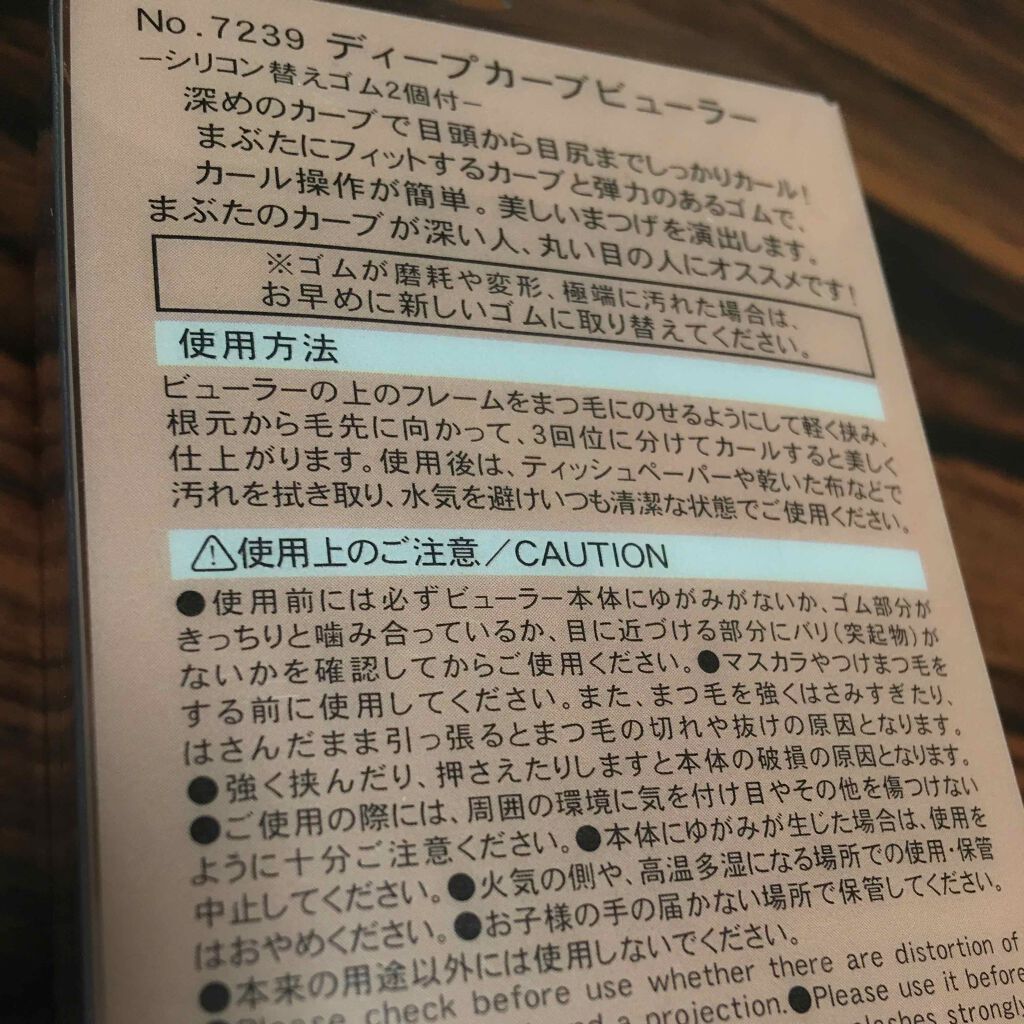 No.7239 ディープカーブビューラー
−シリコン替えゴム2個付−
深めのカーブで目頭から目尻までしっかりカール!
まぶたにフィットするカーブと弾力のあるゴムで、
カール操作が簡単。美しいまつげを演出します。
まぶたのカーブが深い人、丸い目の人にオススメです!
※ゴムが磨耗や変形、極端に汚れた場合は、
お早めに新しいゴムに取り替えてください。
使用方法
ビューラーの上のフレームをまつ毛にのせるようにして軽く挟み、
根元から毛先に向かって、3回位に分けてカールすると美しく
仕上がります。使用後は、ティッシュペーパーや乾いた布などで
汚れを拭き取り、水気を避けいつも清潔な状態でご使用ください。
⚠使用上のご注意/CAUTION
●使用前には必ずビューラー本体にゆがみがないか、ゴム部分が
きっちりと噛み合っているか、目に近づける部分にバリ(突起物)が
ないかを確認してからご使用ください。●マスカラやつけまつ毛を
する前に使用してください。また、まつ毛を強くはさみすぎたり、
はさんだまま引っ張るとまつ毛の切れや抜けの原因となります。
●強く挟んだり、押さえたりしますと本体の破損の原因となります。
●ご使用の際には、周囲の環境に気を付け目やその他を傷つけない
ように十分ご注意ください。●本体にゆがみが生じた場合は、使用を
中止してください。●火気の側や、高温多湿になる場所での使用・保管
はおやめください。●お子様の手の届かない場所で保管してください。
●本来の用途以外には使用しないでください。
●Please check before use whether there are distortion of
a projection.●Please use it before
strongly